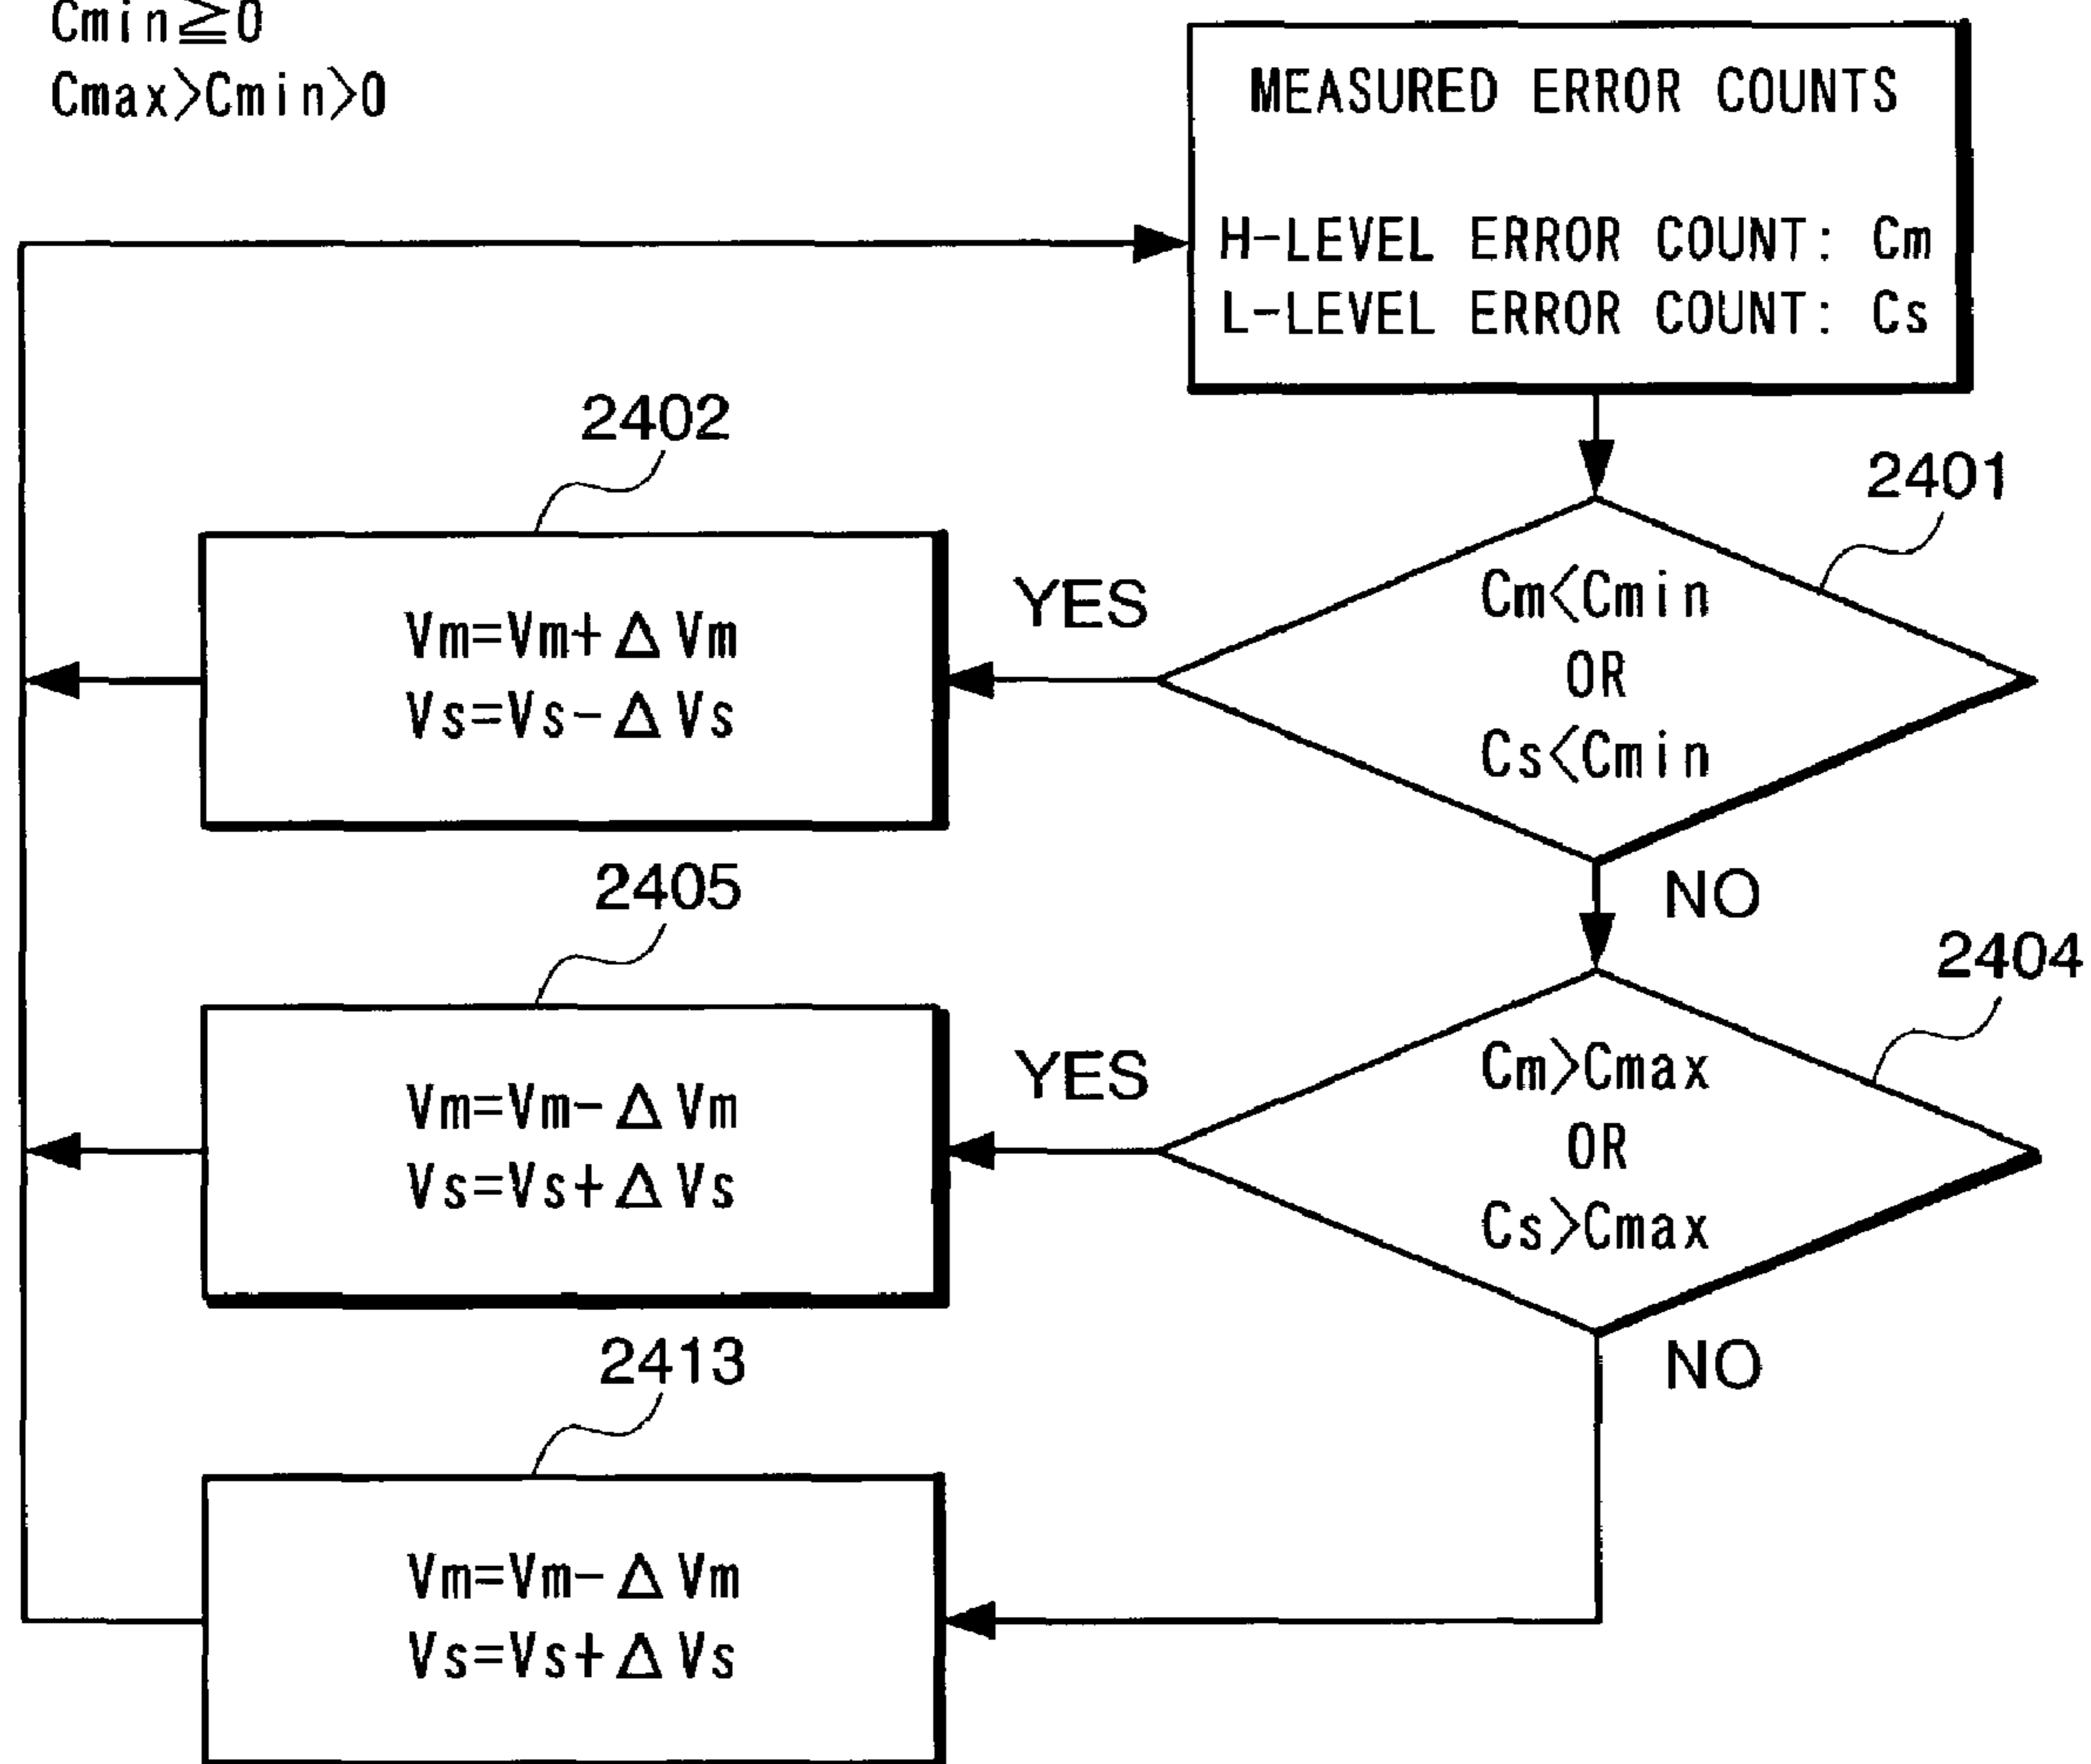 Cmin≧0
Cmax>Cmin>0
MEASURED ERROR COUNTS
H-LEVEL ERROR COUNT: Cm
L-LEVEL ERROR COUNT: Cs
2402
2401
Vm=Vm+ΔVm
Vs=Vs-ΔVs
YES
Cm<Cmin
OR
Cs<Cmin
NO
2405
2404
Vm=Vm-ΔVm
Vs=Vs+ΔVs
YES
Cm>Cmax
OR
Cs>Cmax
NO
2413
Vm=Vm-ΔVm
Vs=Vs+ΔVs